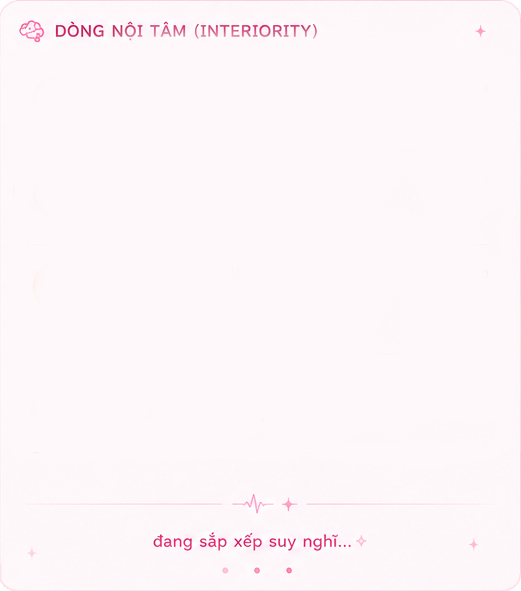 DÒNG NỘI TÂM (INTERIORITY)
đang sắp xếp suy nghĩ...